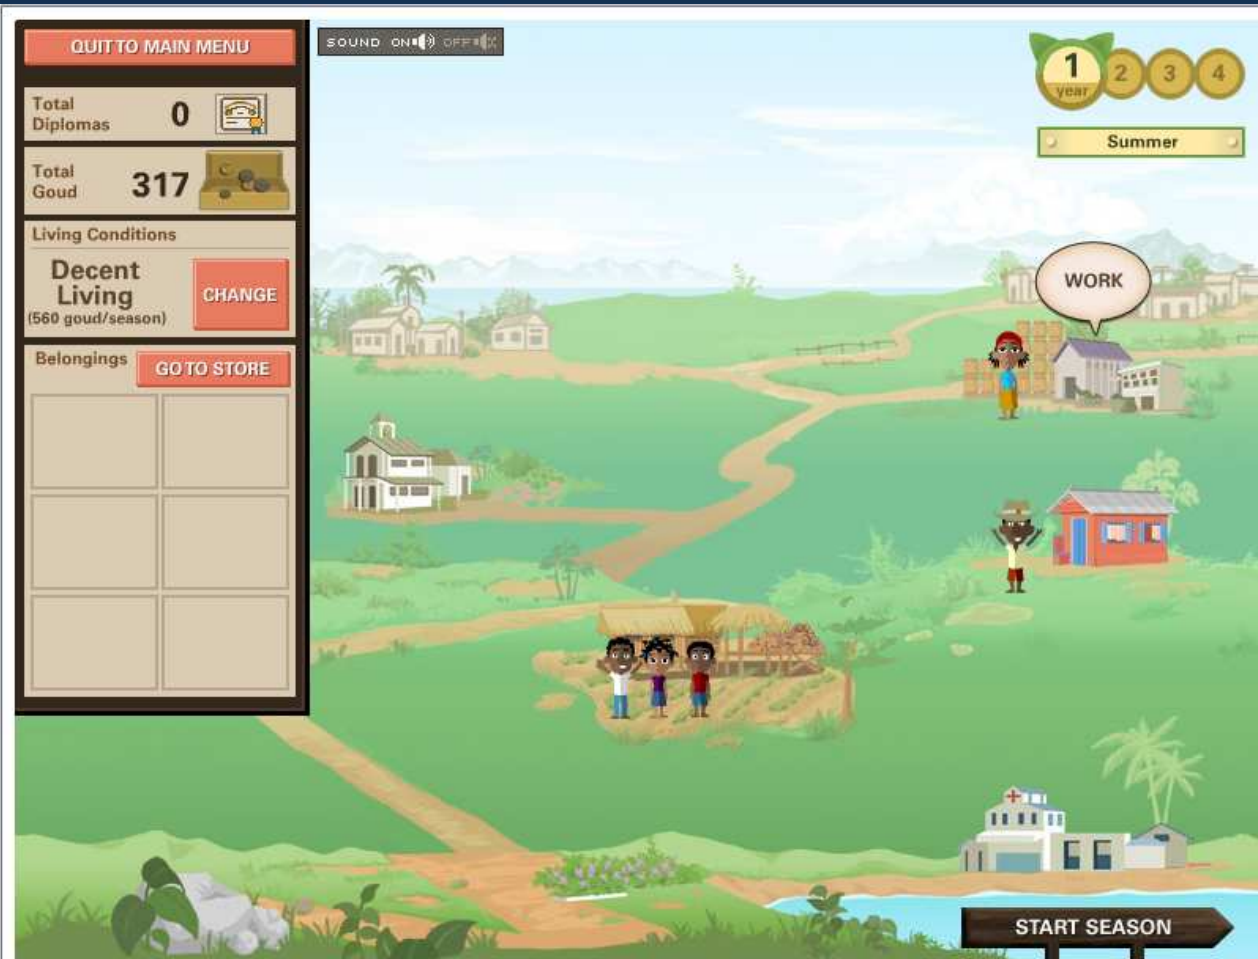 QUIT TO MAIN MENU
SOUND ON OFF
Total
Diplomas
0
Total
Goud
317
Living Conditions
Decent
Living
(560 goud/season)
CHANGE
Belongings
GO TO STORE
1
year
2
3
4
Summer
WORK
START SEASON